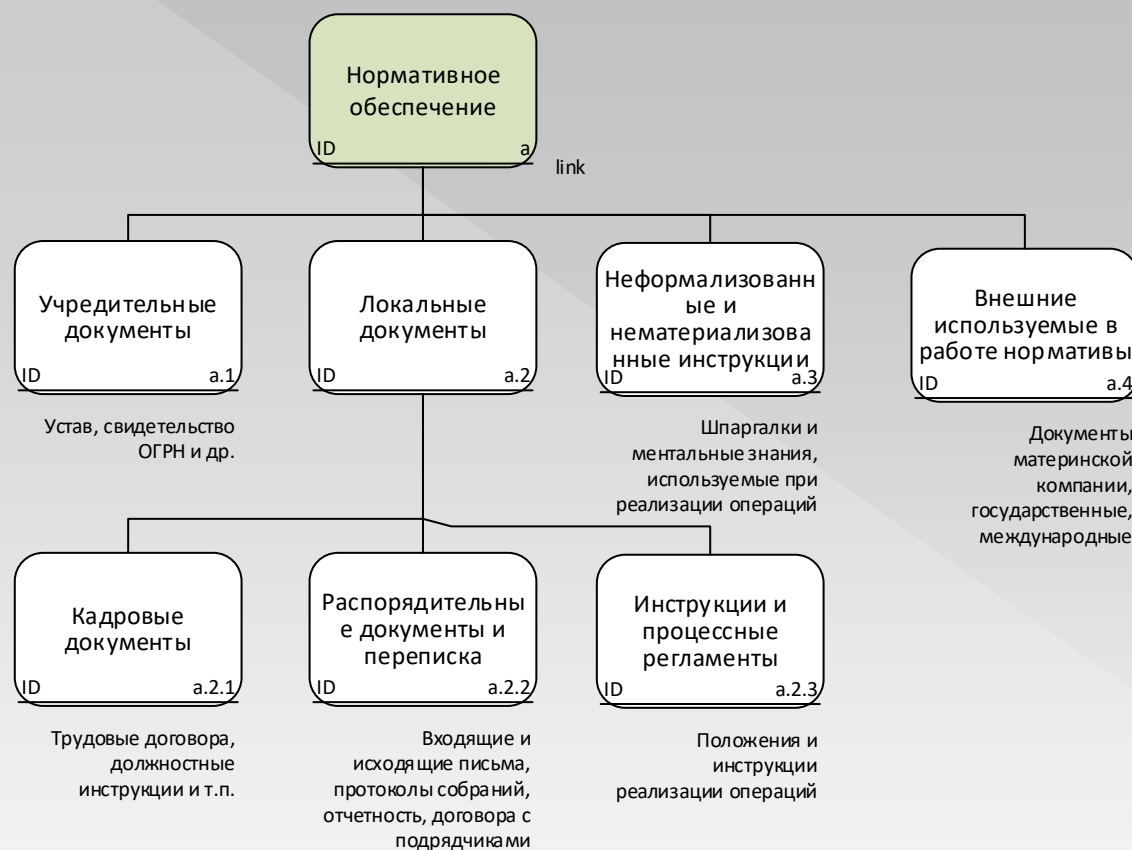 Нормативное
обеспечение
ID a
link
Учредительные
документы
ID a.1
Устав, свидетельство
ОГРН и др.
Локальные
документы
ID a.2
Неформализованн
ые и
нематериализова
нные инструкции
ID a.3
Шпаргалки и
ментальные знания,
используемые при
реализации операций
Внешние
используемые в
работе нормативы
ID a.4
Документы
материнской
компании,
государственные,
международные
Кадровые
документы
ID a.2.1
Трудовые договора,
должностные
инструкции и т.п.
Распорядительны
е документы и
переписка
ID a.2.2
Входящие и
исходящие письма,
протоколы собраний,
отчетность, договора с
подрядчиками
Инструкции и
процессные
регламенты
ID a.2.3
Положения и
инструкции
реализации операций